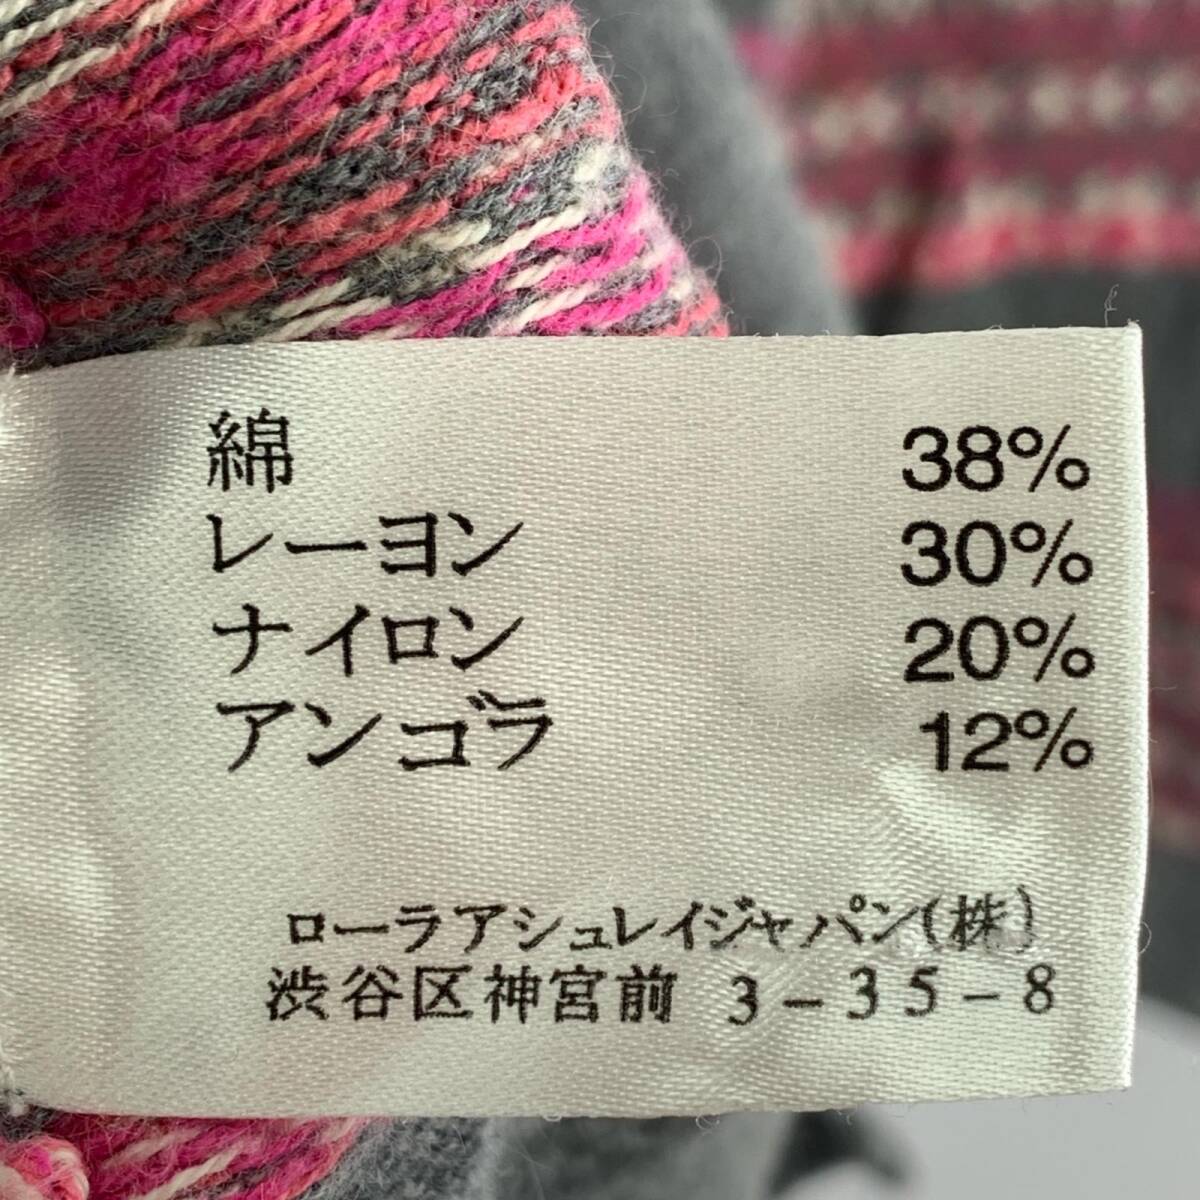 綿 38%
レーヨン 30%
ナイロン 20%
アンゴラ 12%
ローラアシュレイジャパン(株)
渋谷区神宮前 3-35-8